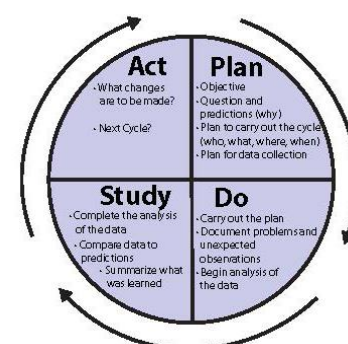 Act
· What changes
are to be made?
· Next Cycle?
Plan
· Objective
· Question and
predictions (why)
· Plan to carry out the cycle
(who, what, where, when)
· Plan for data collection
Study
· Complete the analysis
of the data
· Compare data to
predictions
· Summarize what
was learned
Do
· Carry out the plan
· Document problems and
unexpected
observations
· Begin analysis of
the data